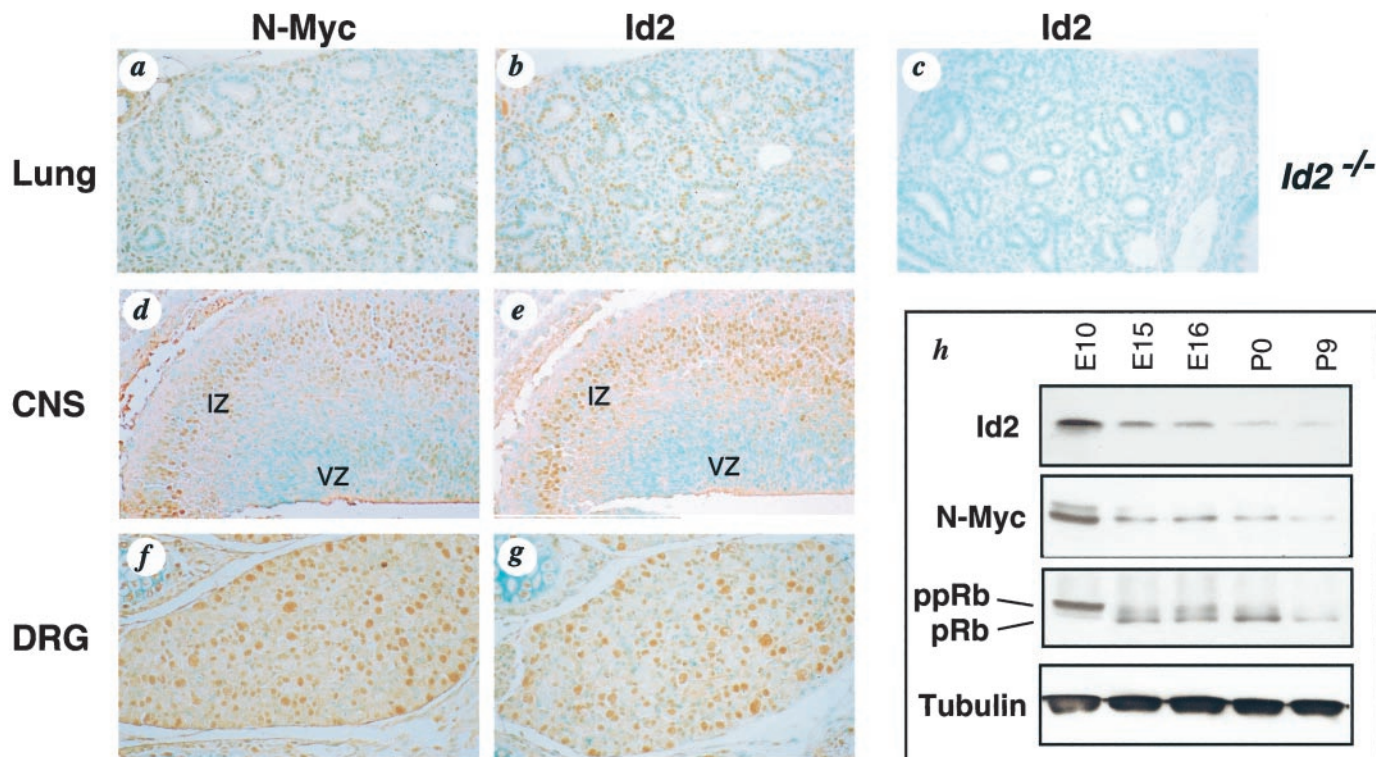 N-Myc Id2 Id2
a b c
Lung Id2 -/-
d e
CNS IZ VZ IZ VZ
f g
DRG
h E10 E15 E16 P0 P9
Id2
N-Myc
ppRb
pRb
Tubulin